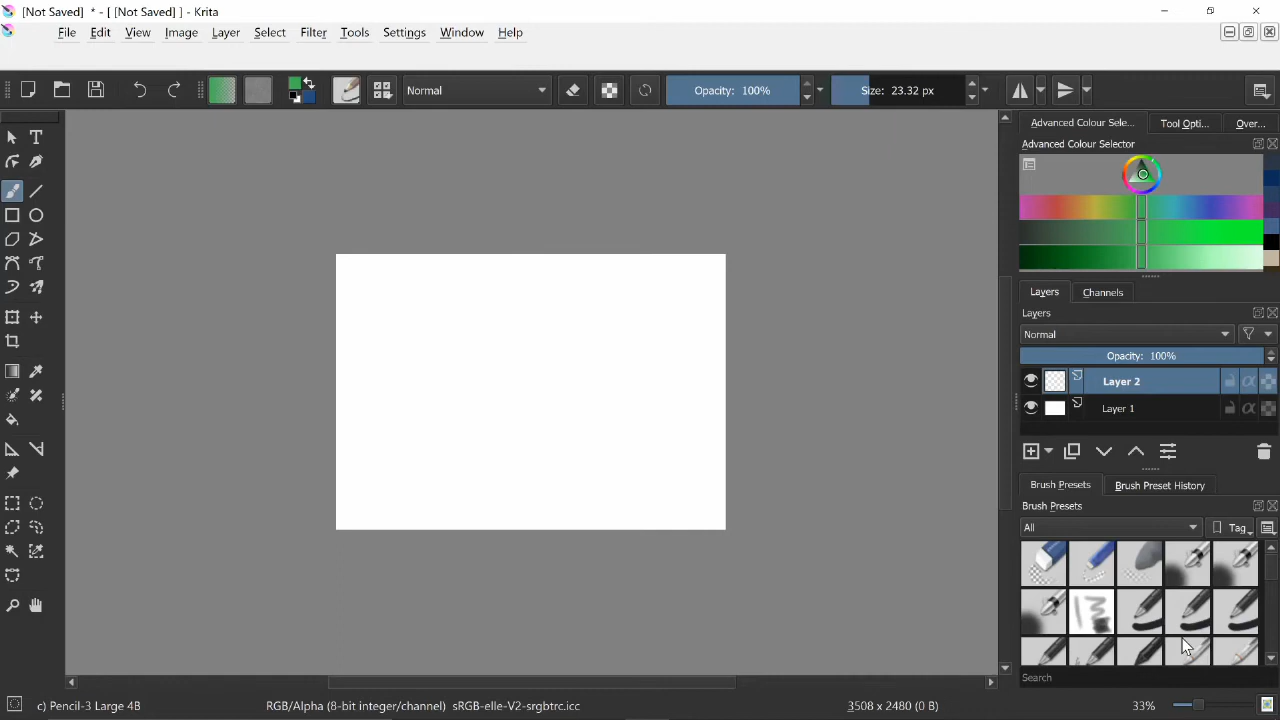 [Not Saved] * - [ [Not Saved] ] - Krita
File Edit View Image Layer Select Filter Tools Settings Window Help
Normal Opacity: 100% Size: 23.32 px
Advanced Colour Sele... Tool Opti... Over...
Advanced Colour Selector
Layers Channels
Layers
Normal
Opacity: 100%
Layer 2
Layer 1
Brush Presets Brush Preset History
Brush Presets
All Tag
Search
c) Pencil-3 Large 4B RGB/Alpha (8-bit integer/channel) sRGB-elle-V2-srgbtrc.icc 3508 x 2480 (0 B) 33%